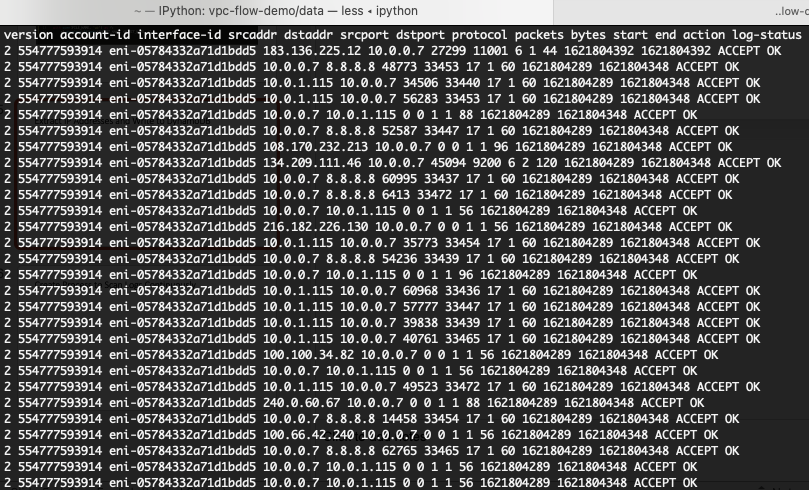 ~ — IPython: vpc-flow-demo/data — less ◂ ipython
..low-c
version account-id interface-id srcaddr dstaddr srcport dstport protocol packets bytes start end action log-status
2 554777593914 eni-05784332a71d1bdd5 183.136.225.12 10.0.0.7 27299 11001 6 1 44 1621804392 1621804392 ACCEPT OK
2 554777593914 eni-05784332a71d1bdd5 10.0.0.7 8.8.8.8 48773 33453 17 1 60 1621804289 1621804348 ACCEPT OK
2 554777593914 eni-05784332a71d1bdd5 10.0.1.115 10.0.0.7 34506 33440 17 1 60 1621804289 1621804348 ACCEPT OK
2 554777593914 eni-05784332a71d1bdd5 10.0.1.115 10.0.0.7 56283 33453 17 1 60 1621804289 1621804348 ACCEPT OK
2 554777593914 eni-05784332a71d1bdd5 10.0.0.7 10.0.1.115 0 0 1 1 88 1621804289 1621804348 ACCEPT OK
2 554777593914 eni-05784332a71d1bdd5 10.0.0.7 8.8.8.8 52587 33447 17 1 60 1621804289 1621804348 ACCEPT OK
2 554777593914 eni-05784332a71d1bdd5 108.170.232.213 10.0.0.7 0 0 1 1 96 1621804289 1621804348 ACCEPT OK
2 554777593914 eni-05784332a71d1bdd5 134.209.111.46 10.0.0.7 45094 9200 6 2 120 1621804289 1621804348 ACCEPT OK
2 554777593914 eni-05784332a71d1bdd5 10.0.0.7 8.8.8.8 60995 33437 17 1 60 1621804289 1621804348 ACCEPT OK
2 554777593914 eni-05784332a71d1bdd5 10.0.0.7 8.8.8.8 6413 33472 17 1 60 1621804289 1621804348 ACCEPT OK
2 554777593914 eni-05784332a71d1bdd5 10.0.0.7 10.0.1.115 0 0 1 1 56 1621804289 1621804348 ACCEPT OK
2 554777593914 eni-05784332a71d1bdd5 216.182.226.130 10.0.0.7 0 0 1 1 56 1621804289 1621804348 ACCEPT OK
2 554777593914 eni-05784332a71d1bdd5 10.0.1.115 10.0.0.7 35773 33454 17 1 60 1621804289 1621804348 ACCEPT OK
2 554777593914 eni-05784332a71d1bdd5 10.0.0.7 8.8.8.8 54236 33439 17 1 60 1621804289 1621804348 ACCEPT OK
2 554777593914 eni-05784332a71d1bdd5 10.0.0.7 10.0.1.115 0 0 1 1 96 1621804289 1621804348 ACCEPT OK
2 554777593914 eni-05784332a71d1bdd5 10.0.1.115 10.0.0.7 60968 33436 17 1 60 1621804289 1621804348 ACCEPT OK
2 554777593914 eni-05784332a71d1bdd5 10.0.1.115 10.0.0.7 57777 33447 17 1 60 1621804289 1621804348 ACCEPT OK
2 554777593914 eni-05784332a71d1bdd5 10.0.1.115 10.0.0.7 39838 33439 17 1 60 1621804289 1621804348 ACCEPT OK
2 554777593914 eni-05784332a71d1bdd5 10.0.1.115 10.0.0.7 40761 33465 17 1 60 1621804289 1621804348 ACCEPT OK
2 554777593914 eni-05784332a71d1bdd5 100.100.34.82 10.0.0.7 0 0 1 1 56 1621804289 1621804348 ACCEPT OK
2 554777593914 eni-05784332a71d1bdd5 10.0.0.7 10.0.1.115 0 0 1 1 56 1621804289 1621804348 ACCEPT OK
2 554777593914 eni-05784332a71d1bdd5 10.0.1.115 10.0.0.7 49523 33472 17 1 60 1621804289 1621804348 ACCEPT OK
2 554777593914 eni-05784332a71d1bdd5 240.0.60.67 10.0.0.7 0 0 1 1 88 1621804289 1621804348 ACCEPT OK
2 554777593914 eni-05784332a71d1bdd5 10.0.0.7 8.8.8.8 14458 33454 17 1 60 1621804289 1621804348 ACCEPT OK
2 554777593914 eni-05784332a71d1bdd5 100.66.42.240 10.0.0.7 0 0 1 1 56 1621804289 1621804348 ACCEPT OK
2 554777593914 eni-05784332a71d1bdd5 10.0.0.7 8.8.8.8 62765 33465 17 1 60 1621804289 1621804348 ACCEPT OK
2 554777593914 eni-05784332a71d1bdd5 10.0.0.7 10.0.1.115 0 0 1 1 56 1621804289 1621804348 ACCEPT OK
2 554777593914 eni-05784332a71d1bdd5 10.0.0.7 10.0.1.115 0 0 1 1 56 1621804289 1621804348 ACCEPT OK